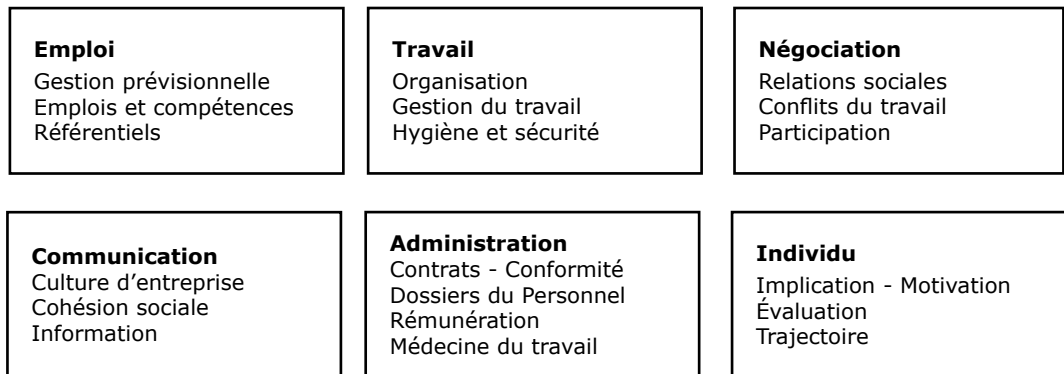 Emploi
Gestion prévisionnelle
Emplois et compétences
Référentiels
Travail
Organisation
Gestion du travail
Hygiène et sécurité
Négociation
Relations sociales
Conflits du travail
Participation
Communication
Culture d’entreprise
Cohésion sociale
Information
Administration
Contrats - Conformité
Dossiers du Personnel
Rémunération
Médecine du travail
Individu
Implication - Motivation
Évaluation
Trajectoire